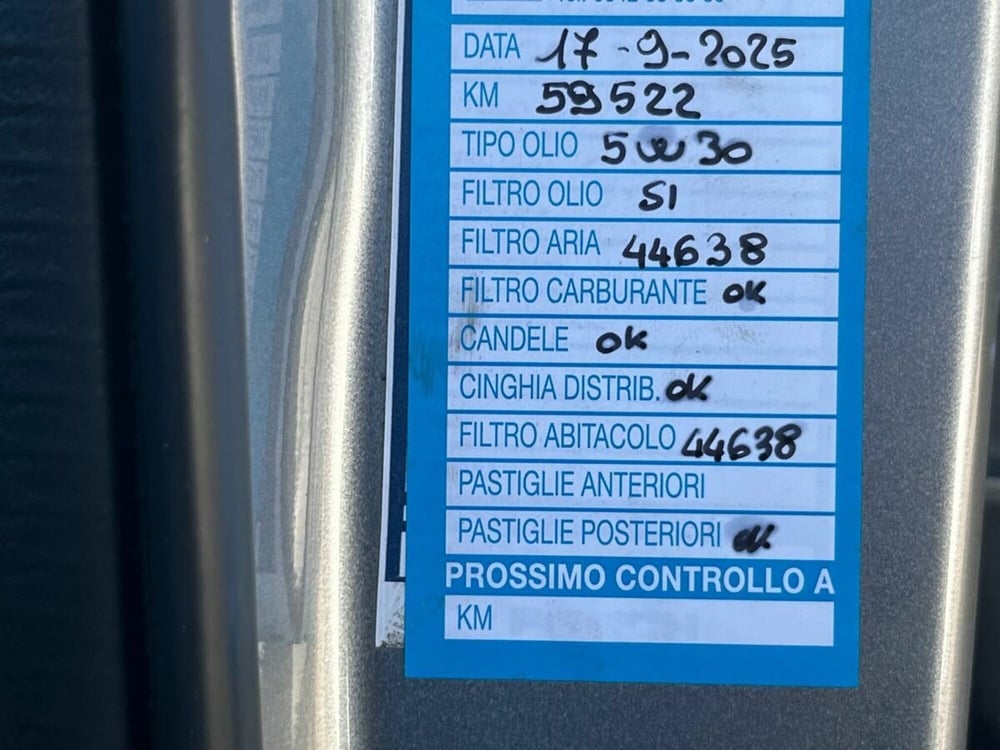 DATA 17-9-2025
KM 59522
TIPO OLIO 5W30
FILTRO OLIO SI
FILTRO ARIA 44638
FILTRO CARBURANTE OK
CANDELE OK
CINGHIA DISTRIB. OK
FILTRO ABITACOLO 44638
PASTIGLIE ANTERIORI
PASTIGLIE POSTERIORI
PROSSIMO CONTROLLO A
KM